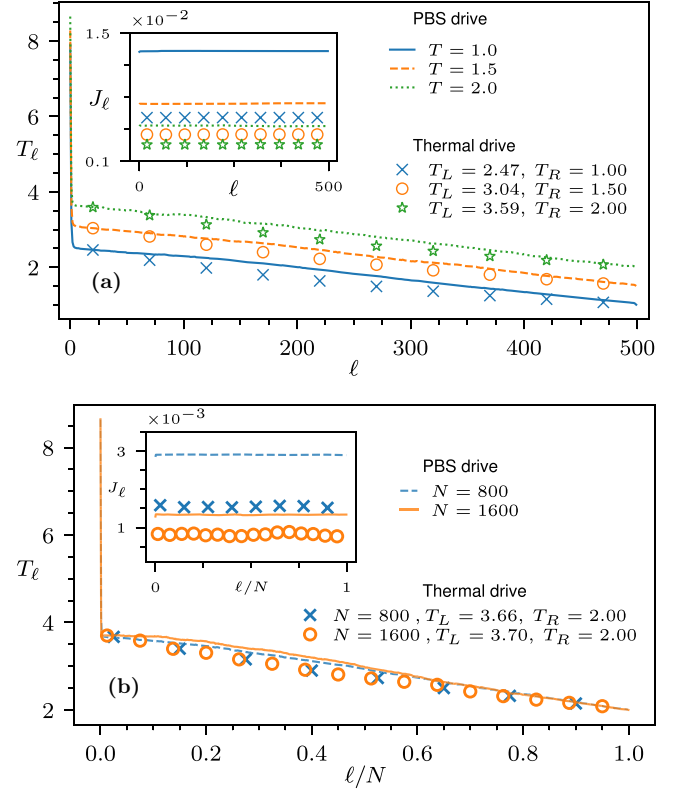 PBS drive
T = 1.0
T = 1.5
T = 2.0
Thermal drive
T_L = 2.47, T_R = 1.00
T_L = 3.04, T_R = 1.50
T_L = 3.59, T_R = 2.00
×10⁻²
1.5
J_ℓ
0.1
0
ℓ
500
8
6
T_ℓ
4
2
(a)
0 100 200 300 400 500
ℓ
×10⁻³
3
J_ℓ
1
0
ℓ/N
1
PBS drive
N = 800
N = 1600
Thermal drive
N = 800 , T_L = 3.66, T_R = 2.00
N = 1600 , T_L = 3.70, T_R = 2.00
8
6
T_ℓ
4
2
(b)
0.0 0.2 0.4 0.6 0.8 1.0
ℓ/N